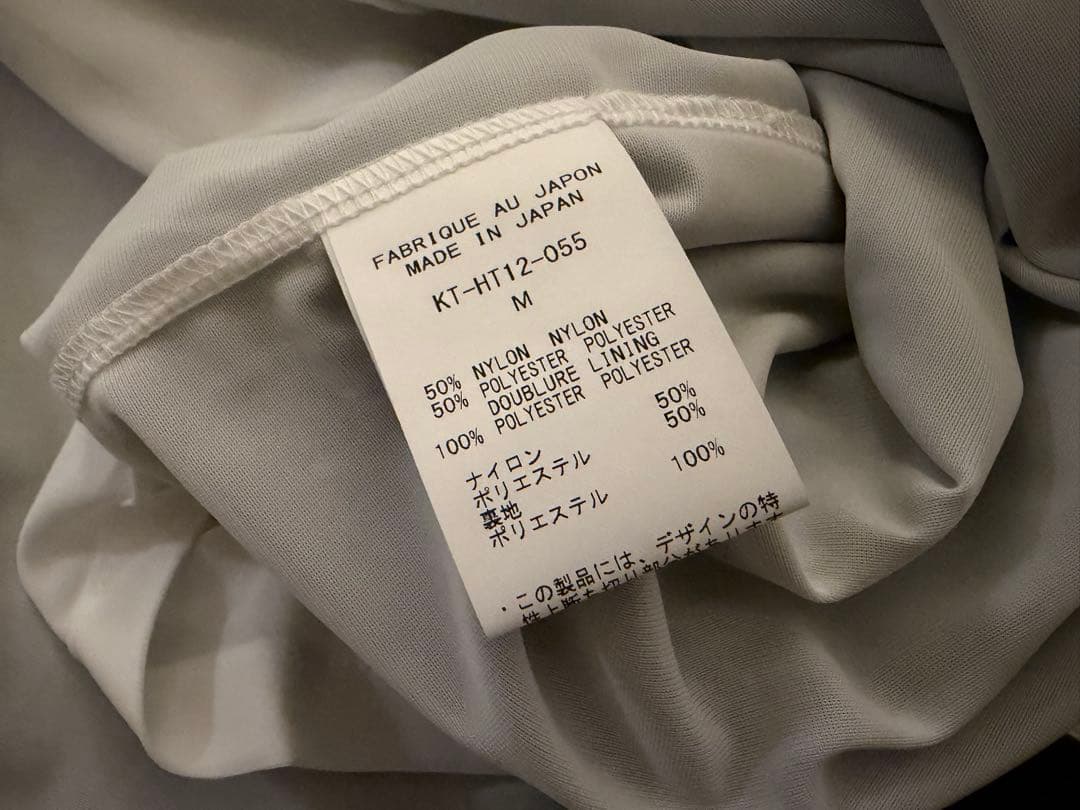 FABRIQUE AU JAPON
MADE IN JAPAN
KT-HT12-055
M
50% NYLON NYLON
50% POLYESTER POLYESTER
DOUBLURE LINING
100% POLYESTER POLYESTER
ナイロン 50%
ポリエステル 50%
裏地
ポリエステル 100%
・この製品には、デザインの特